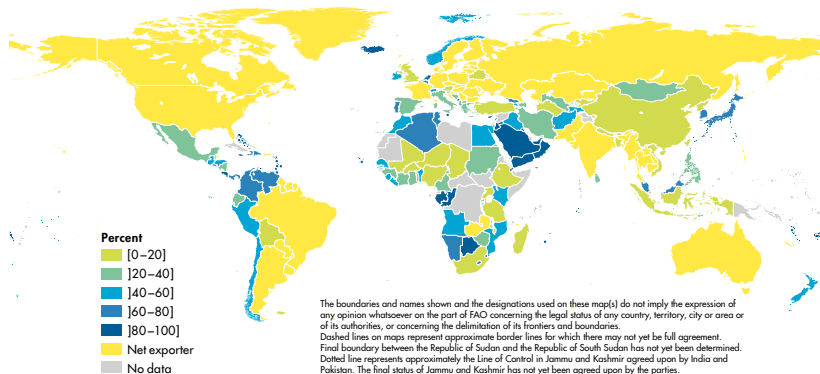 Percent
[0–20]
]20–40]
]40–60]
]60–80]
]80–100]
Net exporter
No data
The boundaries and names shown and the designations used on these map(s) do not imply the expression of
any opinion whatsoever on the part of FAO concerning the legal status of any country, territory, city or area or
of its authorities, or concerning the delimitation of its frontiers and boundaries.
Dashed lines on maps represent approximate border lines for which there may not yet be full agreement.
Final boundary between the Republic of Sudan and the Republic of South Sudan has not yet been determined.
Dotted line represents approximately the Line of Control in Jammu and Kashmir agreed upon by India and
Pakistan. The final status of Jammu and Kashmir has not yet been agreed upon by the parties.